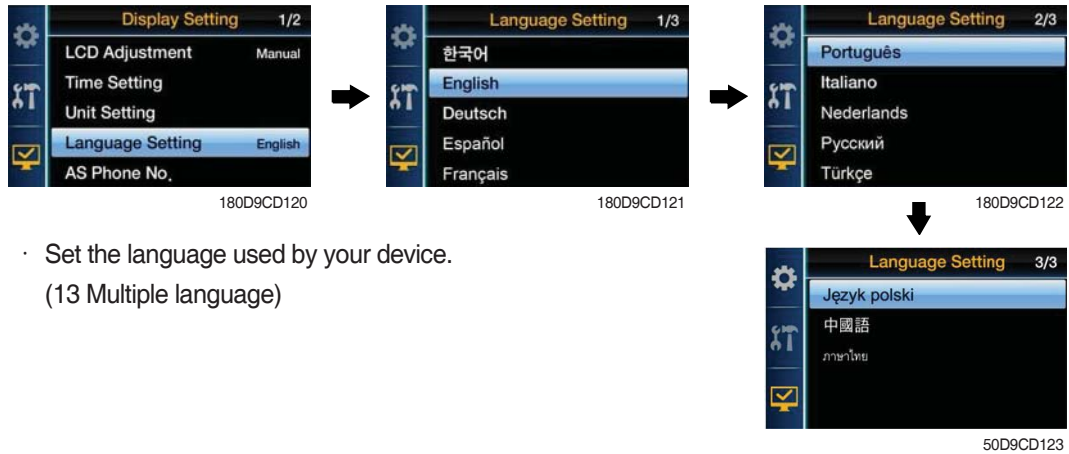 Display Setting 1/2
LCD Adjustment Manual
Time Setting
Unit Setting
Language Setting English
AS Phone No.
180D9CD120
Language Setting 1/3
한국어
English
Deutsch
Español
Français
180D9CD121
Language Setting 2/3
Português
Italiano
Nederlands
Русский
Türkçe
180D9CD122
· Set the language used by your device.
(13 Multiple language)
Language Setting 3/3
Język polski
中國語
ภาษาไทย
50D9CD123